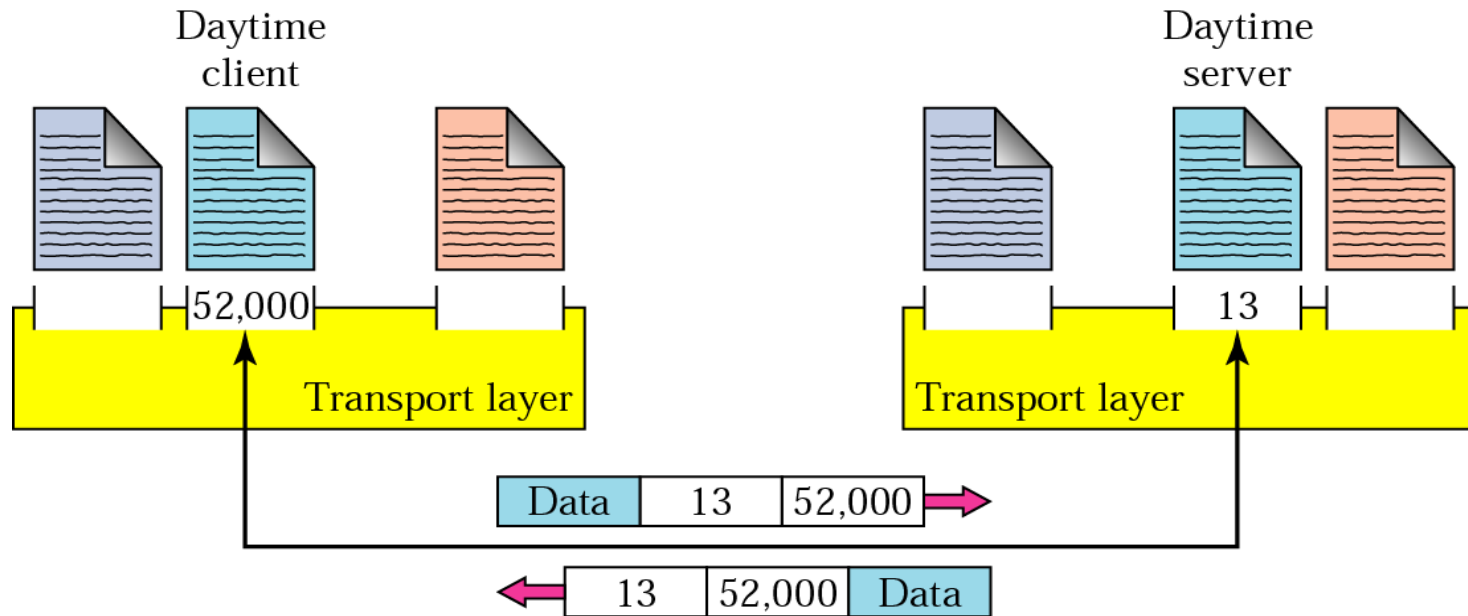 Daytime
client
Daytime
server
52,000
13
Transport layer
Transport layer
Data 13 52,000
13 52,000 Data